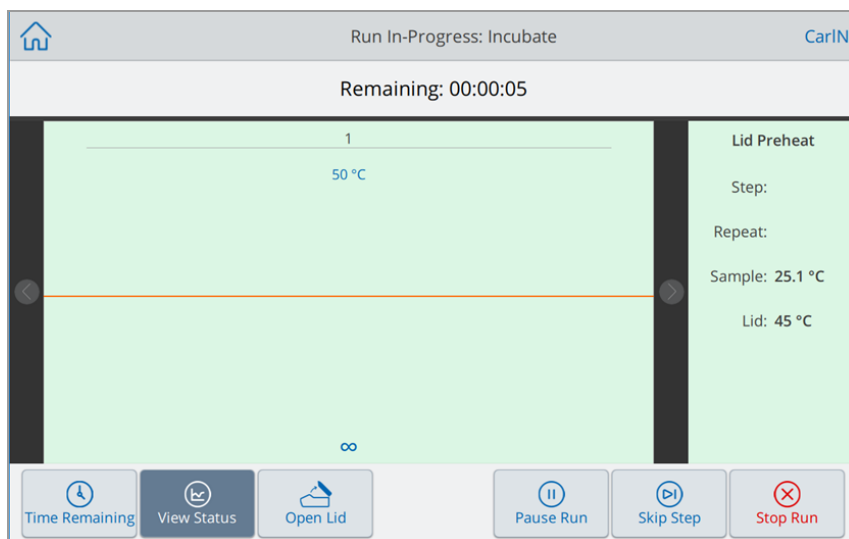 Run In-Progress: Incubate
CarlN
Remaining: 00:00:05
1
50 °C
∞
Lid Preheat
Step:
Repeat:
Sample: 25.1 °C
Lid: 45 °C
Time Remaining
View Status
Open Lid
Pause Run
Skip Step
Stop Run